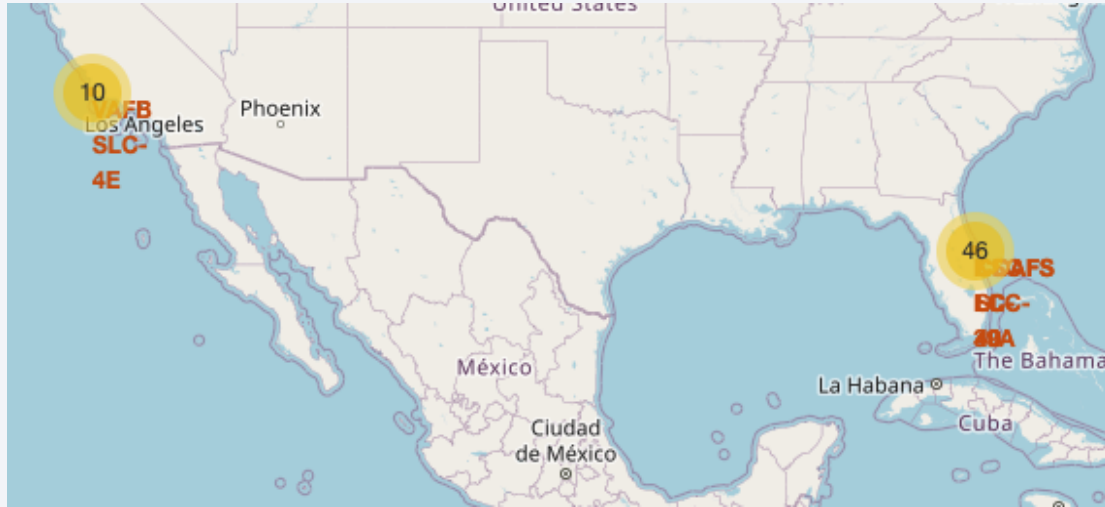 United States
10
VAFB
Los Angeles
SLC-
4E
Phoenix
46
AFS
México
The Bahama
La Habana
Cuba
Ciudad
de México